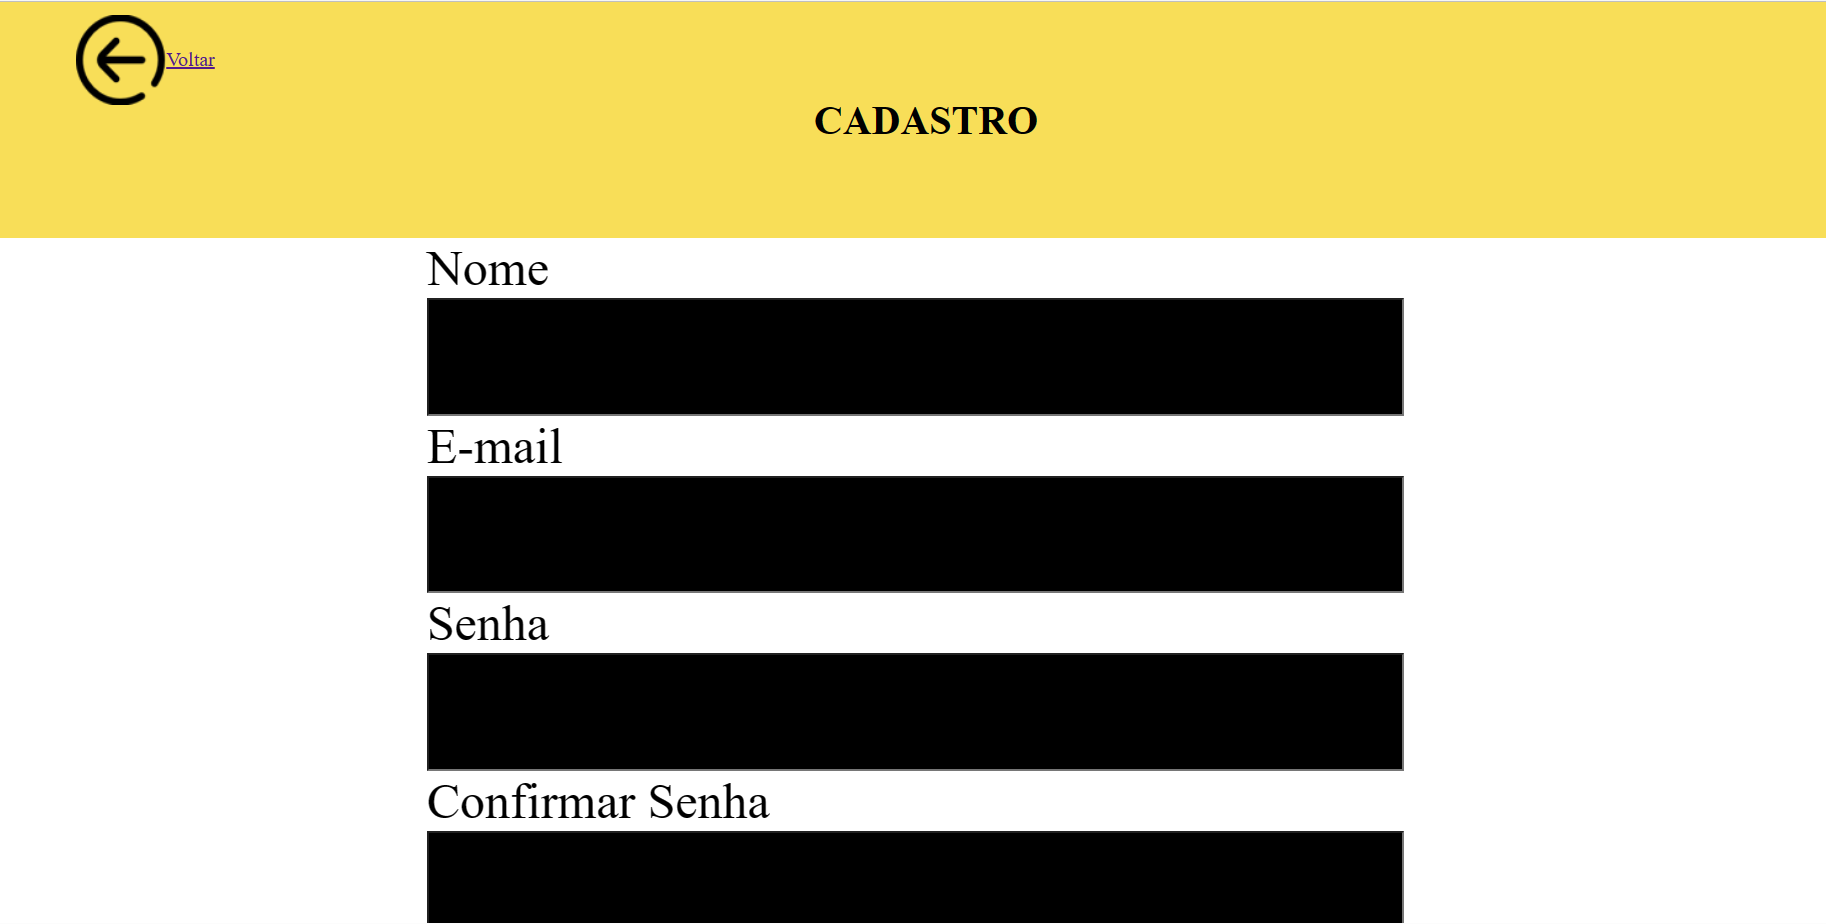 Voltar
CADASTRO
Nome
E-mail
Senha
Confirmar Senha